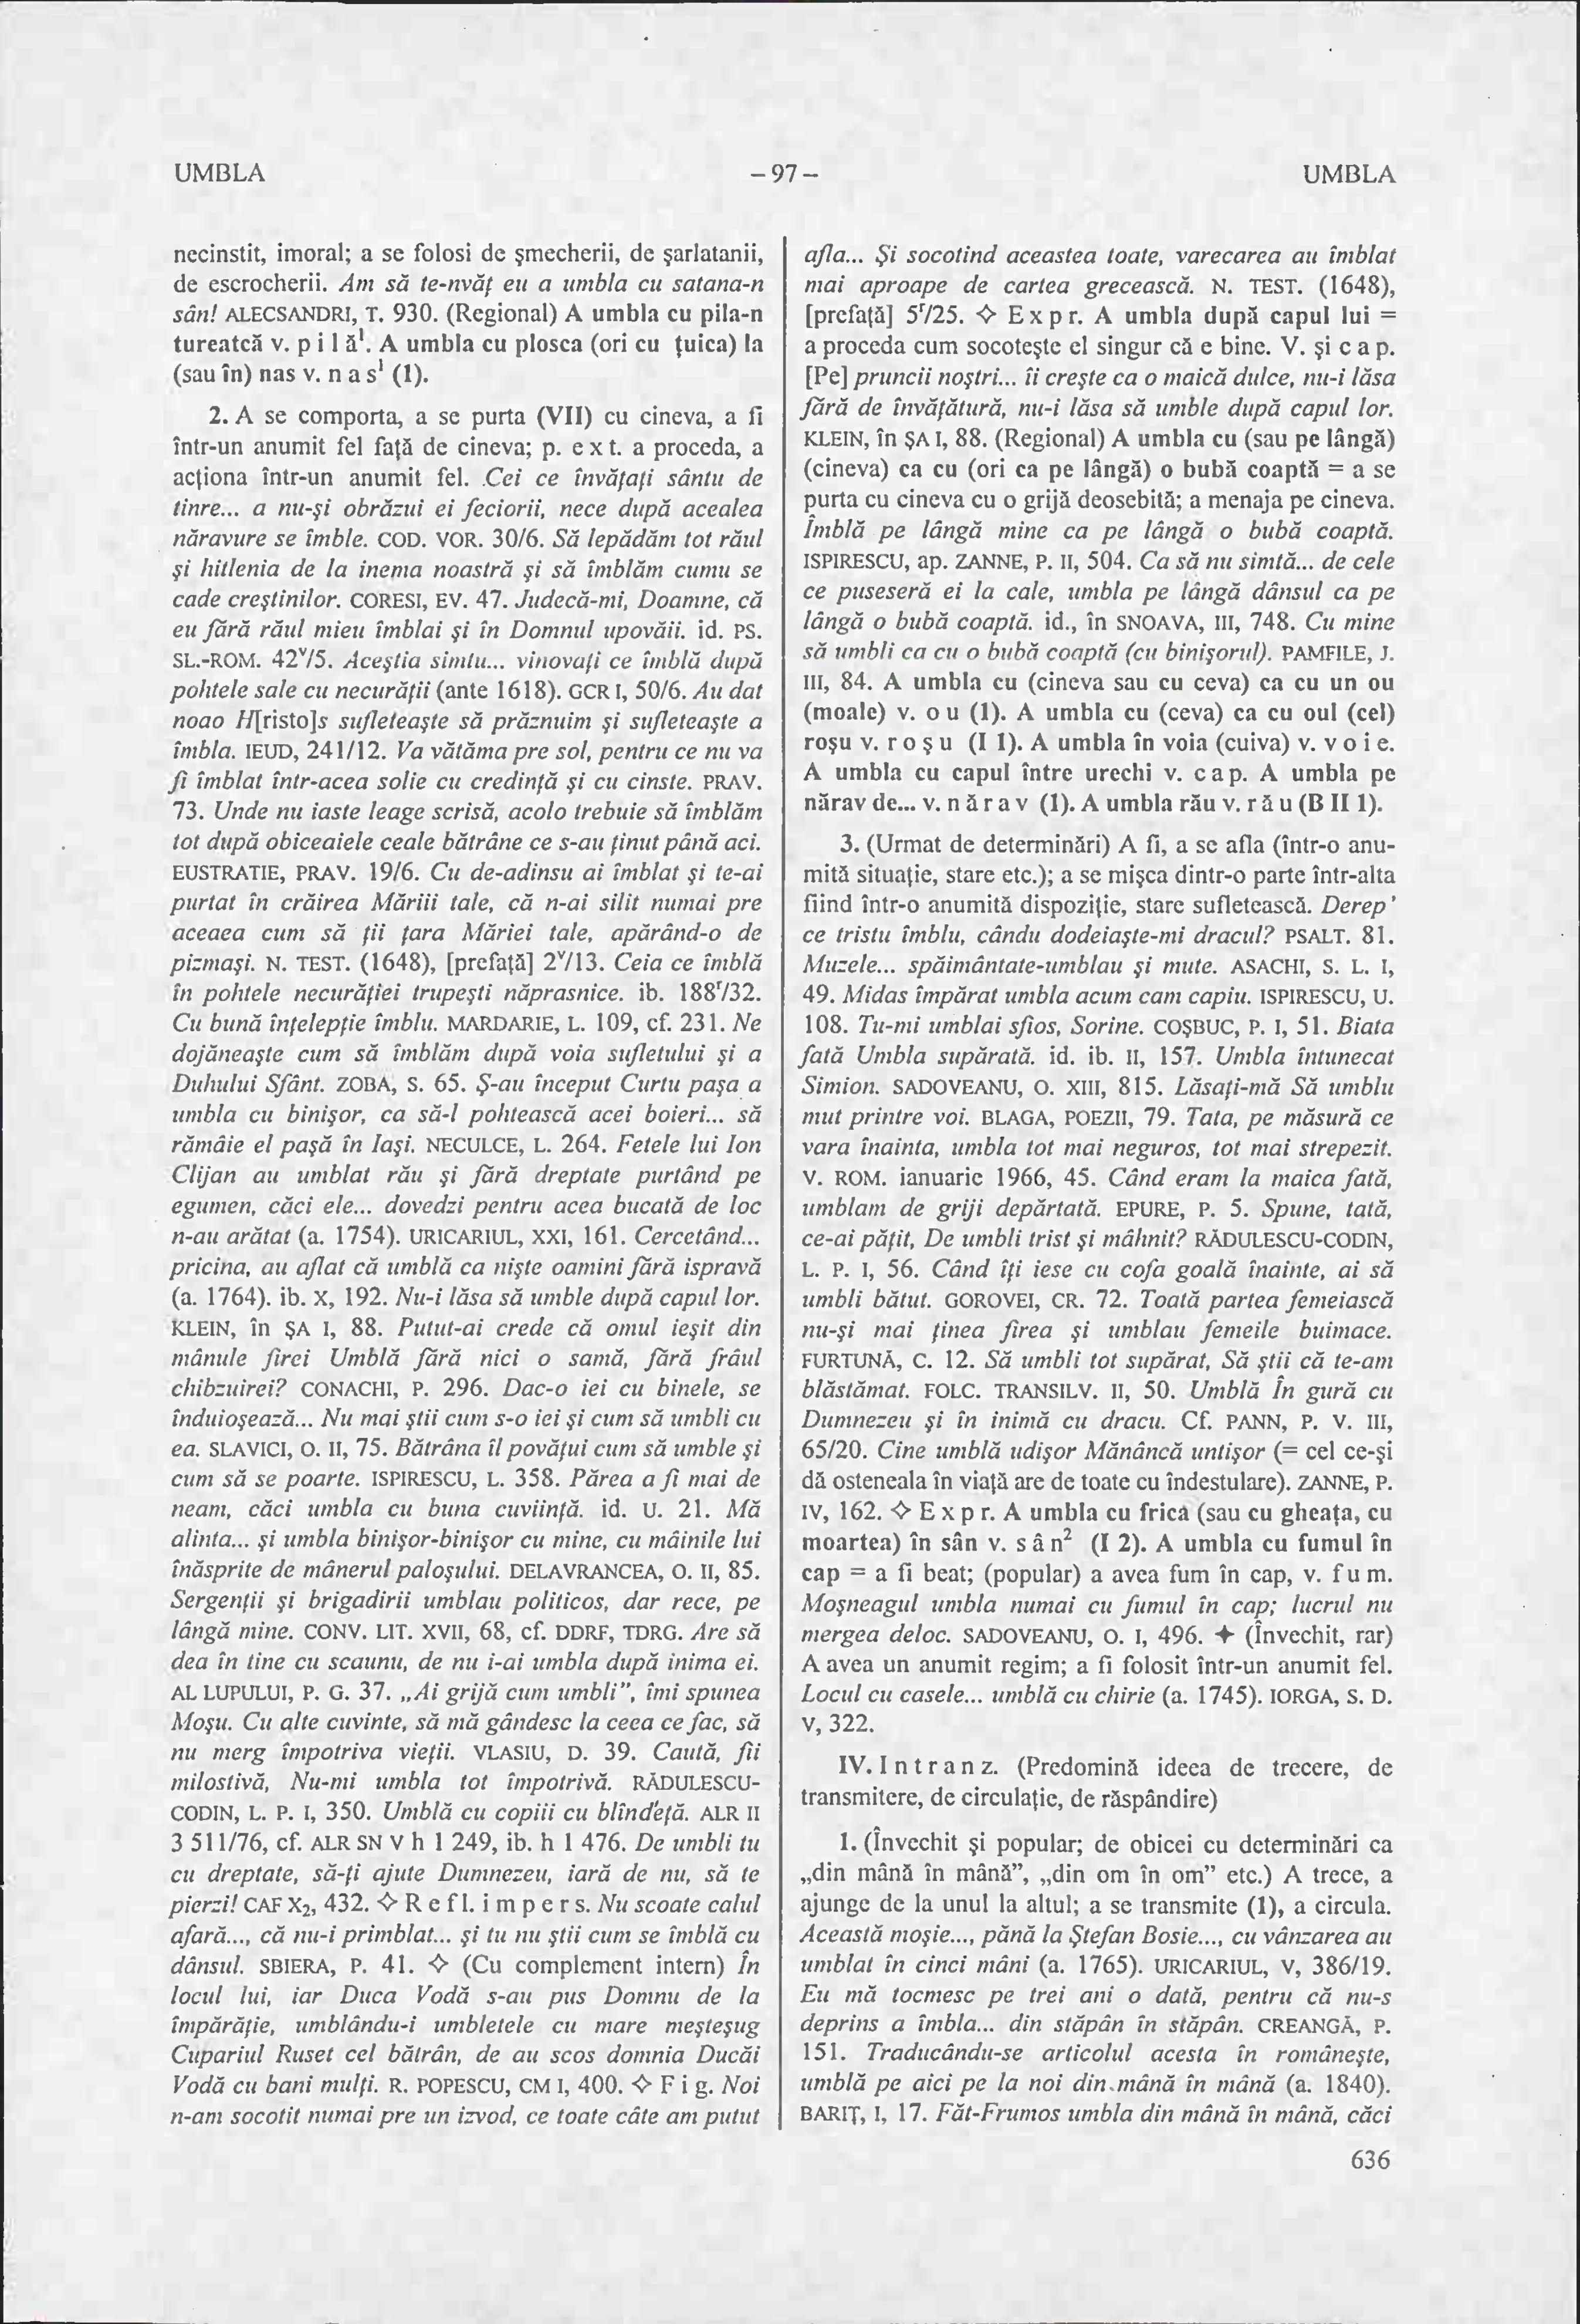 UMBLA
– 97 –
UMBLA
necinstit, imoral; a se folosi de şmecherii, de şarlatanii,
de escrocherii. Am să te-nvăţ eu a umbla cu satana-n
sân! ALECSANDRI, T. 930. (Regional) A umbla cu pila-n
tureatcă v. p i l ă¹. A umbla cu plosca (ori cu ţuica) la
(sau în) nas v. n a s¹ (1).
2. A se comporta, a se purta (VII) cu cineva, a fi
într-un anumit fel faţă de cineva; p. e x t. a proceda, a
acţiona într-un anumit fel. Cei ce învăţaţi sântu de
tinre... a nu-şi obrăzui ei feciorii, nece după acealea
năravure se îmble. COD. VOR. 30/6. Să lepădăm tot răul
şi hitlenia de la inema noastră şi să îmblăm cumu se
cade creştinilor. CORESI, EV. 47. Judecă-mi, Doamne, că
eu fără răul mieu îmblai şi în Domnul upovăii. id. PS.
SL.-ROM. 42ᵛ/5. Aceştia simtu... vinovaţi ce îmblă după
pohtele sale cu necurăţii (ante 1618). GCR I, 50/6. Au dat
noao H[risto]s sufleteaşte să prăznuim şi sufleteaşte a
îmbla. IEUD, 241/12. Va vătăma pre sol, pentru ce nu va
fi îmblat într-acea solie cu credinţă şi cu cinste. PRAV.
73. Unde nu iaste leage scrisă, acolo trebuie să îmblăm
tot după obiceaiele ceale bătrâne ce s-au ţinut până aci.
EUSTRATIE, PRAV. 19/6. Cu de-adinsu ai îmblat şi te-ai
purtat în crăirea Măriii tale, că n-ai silit numai pre
aceaea cum să ţii ţara Măriei tale, apărând-o de
pizmaşi. N. TEST. (1648), [prefaţă] 2ᵛ/13. Ceia ce îmblă
în pohtele necurăţiei trupeşti năprasnice. ib. 188ʳ/32.
Cu bună înţelepţie îmblu. MARDARIE, L. 109, cf. 231. Ne
dojăneaşte cum să îmblăm după voia sufletului şi a
Duhului Sfânt. ZOBA, S. 65. Ş-au început Curtu paşa a
umbla cu binişor, ca să-l pohtească acei boieri... să
rămâie el paşă în Iaşi. NECULCE, L. 264. Fetele lui Ion
Clijan au umblat rău şi fără dreptate purtând pe
egumen, căci ele... dovedzi pentru acea bucată de loc
n-au arătat (a. 1754). URICARIUL, XXI, 161. Cercetând...
pricina, au aflat că umblă ca nişte oamini fără ispravă
(a. 1764). ib. X, 192. Nu-i lăsa să umble după capul lor.
KLEIN, în ŞA I, 88. Putut-ai crede că omul ieşit din
mânule firei Umblă fără nici o samă, fără frâul
chibzuirei? CONACHI, P. 296. Dac-o iei cu binele, se
înduioşează... Nu mai ştii cum s-o iei şi cum să umbli cu
ea. SLAVICI, O. II, 75. Bătrâna îl povăţui cum să umble şi
cum să se poarte. ISPIRESCU, L. 358. Părea a fi mai de
neam, căci umbla cu buna cuviinţă. id. U. 21. Mă
alinta... şi umbla binişor-binişor cu mine, cu mâinile lui
înăsprite de mânerul paloşului. DELAVRANCEA, O. II, 85.
Sergenţii şi brigadirii umblau politicos, dar rece, pe
lângă mine. CONV. LIT. XVII, 68, cf. DDRF, TDRG. Are să
dea în tine cu scaunu, de nu i-ai umbla după inima ei.
AL LUPULUI, P. G. 37. „Ai grijă cum umbli”, îmi spunea
Moşu. Cu alte cuvinte, să mă gândesc la ceea ce fac, să
nu merg împotriva vieţii. VLASIU, D. 39. Caută, fii
milostivă, Nu-mi umbla tot împotrivă. RĂDULESCU-
CODIN, L. P. I, 350. Umblă cu copiii cu blîndeţă. ALR II
3 511/76, cf. ALR SN V h 1 249, ib. h 1 476. De umbli tu
cu dreptate, să-ţi ajute Dumnezeu, iară de nu, să te
pierzi! CAF X₂, 432. ◇ R e f l. i m p e r s. Nu scoate calul
afară..., că nu-i primblat... şi tu nu ştii cum se îmblă cu
dânsul. SBIERA, P. 41. ◇ (Cu complement intern) În
locul lui, iar Duca Vodă s-au pus Domnu de la
împărăţie, umblându-i umbletele cu mare meşteşug
Cupariul Ruset cel bătrân, de au scos domnia Ducăi
Vodă cu bani mulţi. R. POPESCU, CM I, 400. ◇ F i g. Noi
n-am socotit numai pre un izvod, ce toate câte am putut
afla... Şi socotind aceastea toate, varecarea au îmblat
mai aproape de cartea grecească. N. TEST. (1648),
[prefaţă] 5ʳ/25. ◇ E x p r. A umbla după capul lui =
a proceda cum socoteşte el singur că e bine. V. şi c a p.
[Pe] pruncii noştri... îi creşte ca o maică dulce, nu-i lăsa
fără de învăţătură, nu-i lăsa să umble după capul lor.
KLEIN, în ŞA I, 88. (Regional) A umbla cu (sau pe lângă)
(cineva) ca cu (ori ca pe lângă) o bubă coaptă = a se
purta cu cineva cu o grijă deosebită; a menaja pe cineva.
Îmblă pe lângă mine ca pe lângă o bubă coaptă.
ISPIRESCU, ap. ZANNE, P. II, 504. Ca să nu simtă... de cele
ce puseseră ei la cale, umbla pe lângă dânsul ca pe
lângă o bubă coaptă. id., în SNOAVA, III, 748. Cu mine
să umbli ca cu o bubă coaptă (cu binişorul). PAMFILE, J.
III, 84. A umbla cu (cineva sau cu ceva) ca cu un ou
(moale) v. o u (1). A umbla cu (ceva) ca cu oul (cel)
roşu v. r o ş u (I 1). A umbla în voia (cuiva) v. v o i e.
A umbla cu capul între urechi v. c a p. A umbla pe
nărav de... v. n ă r a v (1). A umbla rău v. r ă u (B II 1).
3. (Urmat de determinări) A fi, a se afla (într-o anu-
mită situaţie, stare etc.); a se mişca dintr-o parte într-alta
fiind într-o anumită dispoziţie, stare sufletească. Derep'
ce tristu îmblu, cându dodeiaşte-mi dracul? PSALT. 81.
Muzele... spăimântate-umblau şi mute. ASACHI, S. L. I,
49. Midas împărat umbla acum cam capiu. ISPIRESCU, U.
108. Tu-mi umblai sfios, Sorine. COŞBUC, P. I, 51. Biata
fată Umbla supărată. id. ib. II, 157. Umbla întunecat
Simion. SADOVEANU, O. XIII, 815. Lăsaţi-mă Să umblu
mut printre voi. BLAGA, POEZII, 79. Tata, pe măsură ce
vara înainta, umbla tot mai neguros, tot mai strepezit.
V. ROM. ianuarie 1966, 45. Când eram la maica fată,
umblam de griji depărtată. EPURE, P. 5. Spune, tată,
ce-ai păţit, De umbli trist şi mâhnit? RĂDULESCU-CODIN,
L. P. I, 56. Când îţi iese cu cofa goală înainte, ai să
umbli bătut. GOROVEI, CR. 72. Toată partea femeiască
nu-şi mai ţinea firea şi umblau femeile buimace.
FURTUNĂ, C. 12. Să umbli tot supărat, Să ştii că te-am
blăstămat. FOLC. TRANSILV. II, 50. Umblă În gură cu
Dumnezeu şi în inimă cu dracu. Cf. PANN, P. V. III,
65/20. Cine umblă udişor Mănâncă untişor (= cel ce-şi
dă osteneala în viaţă are de toate cu îndestulare). ZANNE, P.
IV, 162. ◇ E x p r. A umbla cu frica (sau cu gheaţa, cu
moartea) în sân v. s â n² (I 2). A umbla cu fumul în
cap = a fi beat; (popular) a avea fum în cap, v. f u m.
Moşneagul umbla numai cu fumul în cap; lucrul nu
mergea deloc. SADOVEANU, O. I, 496. ✦ (Învechit, rar)
A avea un anumit regim; a fi folosit într-un anumit fel.
Locul cu casele... umblă cu chirie (a. 1745). IORGA, S. D.
V, 322.
IV. I n t r a n z. (Predomină ideea de trecere, de
transmitere, de circulaţie, de răspândire)
1. (Învechit şi popular; de obicei cu determinări ca
„din mână în mână”, „din om în om” etc.) A trece, a
ajunge de la unul la altul; a se transmite (1), a circula.
Această moşie..., până la Ştefan Bosie..., cu vânzarea au
umblat în cinci mâni (a. 1765). URICARIUL, V, 386/19.
Eu mă tocmesc pe trei ani o dată, pentru că nu-s
deprins a îmbla... din stăpân în stăpân. CREANGĂ, P.
151. Traducându-se articolul acesta în româneşte,
umblă pe aici pe la noi din mână în mână (a. 1840).
BARIŢ, I, 17. Făt-Frumos umbla din mână în mână, căci
636